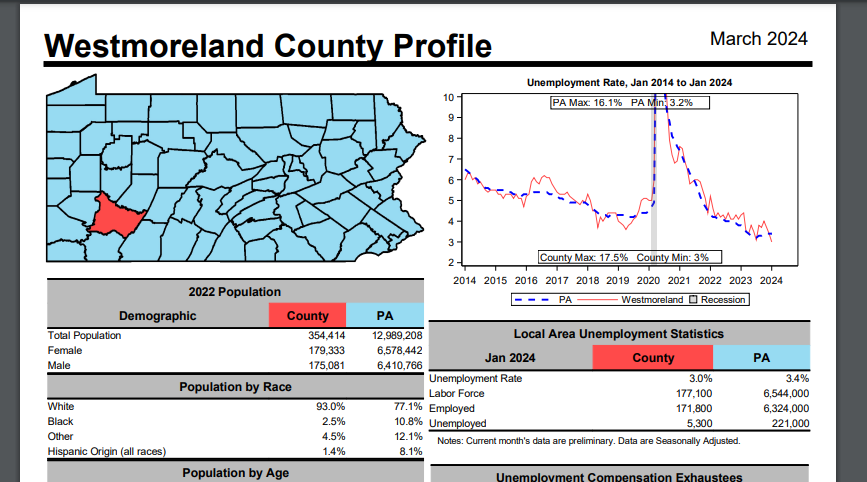 Westmoreland County Profile
March 2024
Unemployment Rate, Jan 2014 to Jan 2024
PA Max: 16.1% PA Min: 3.2%
10
9
8
7
6
5
4
3
2
County Max: 17.5% County Min: 3%
2014 2015 2016 2017 2018 2019 2020 2021 2022 2023 2024
PA Westmoreland Recession
2022 Population
Demographic County PA
Total Population 354,414 12,989,208
Female 179,333 6,578,442
Male 175,081 6,410,766
Population by Race
White 93.0% 77.1%
Black 2.5% 10.8%
Other 4.5% 12.1%
Hispanic Origin (all races) 1.4% 8.1%
Population by Age
Local Area Unemployment Statistics
Jan 2024 County PA
Unemployment Rate 3.0% 3.4%
Labor Force 177,100 6,544,000
Employed 171,800 6,324,000
Unemployed 5,300 221,000
Notes: Current month's data are preliminary. Data are Seasonally Adjusted.
Unemployment Compensation Exhaustees